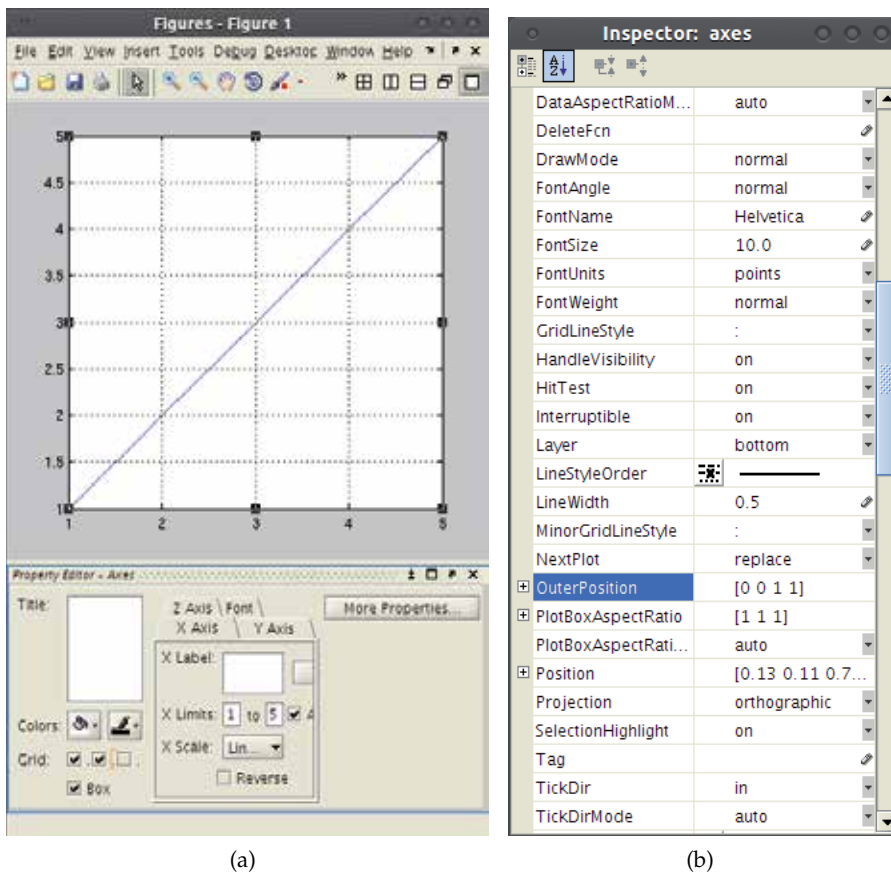 Figures - Figure 1
File Edit View Insert Tools Debug Desktop Window Help
5
4.5
4
3.5
3
2.5
2
1.5
1
1 2 3 4 5
Property Editor - Axes
Title:
Colors:
Grid:
Box
Z Axis \ Font \
X Axis \ Y Axis \
X Label:
X Limits: 1 to 5 A
X Scale: Lin...
Reverse
More Properties...
(a)
Inspector: axes
DataAspectRatioM... auto
DeleteFcn
DrawMode normal
FontAngle normal
FontName Helvetica
FontSize 10.0
FontUnits points
FontWeight normal
GridLineStyle :
HandleVisibility on
HitTest on
Interruptible on
Layer bottom
LineStyleOrder
LineWidth 0.5
MinorGridLineStyle :
NextPlot replace
OuterPosition [0 0 1 1]
PlotBoxAspectRatio [1 1 1]
PlotBoxAspectRati... auto
Position [0.13 0.11 0.7...
Projection orthographic
SelectionHighlight on
Tag
TickDir in
TickDirMode auto
(b)